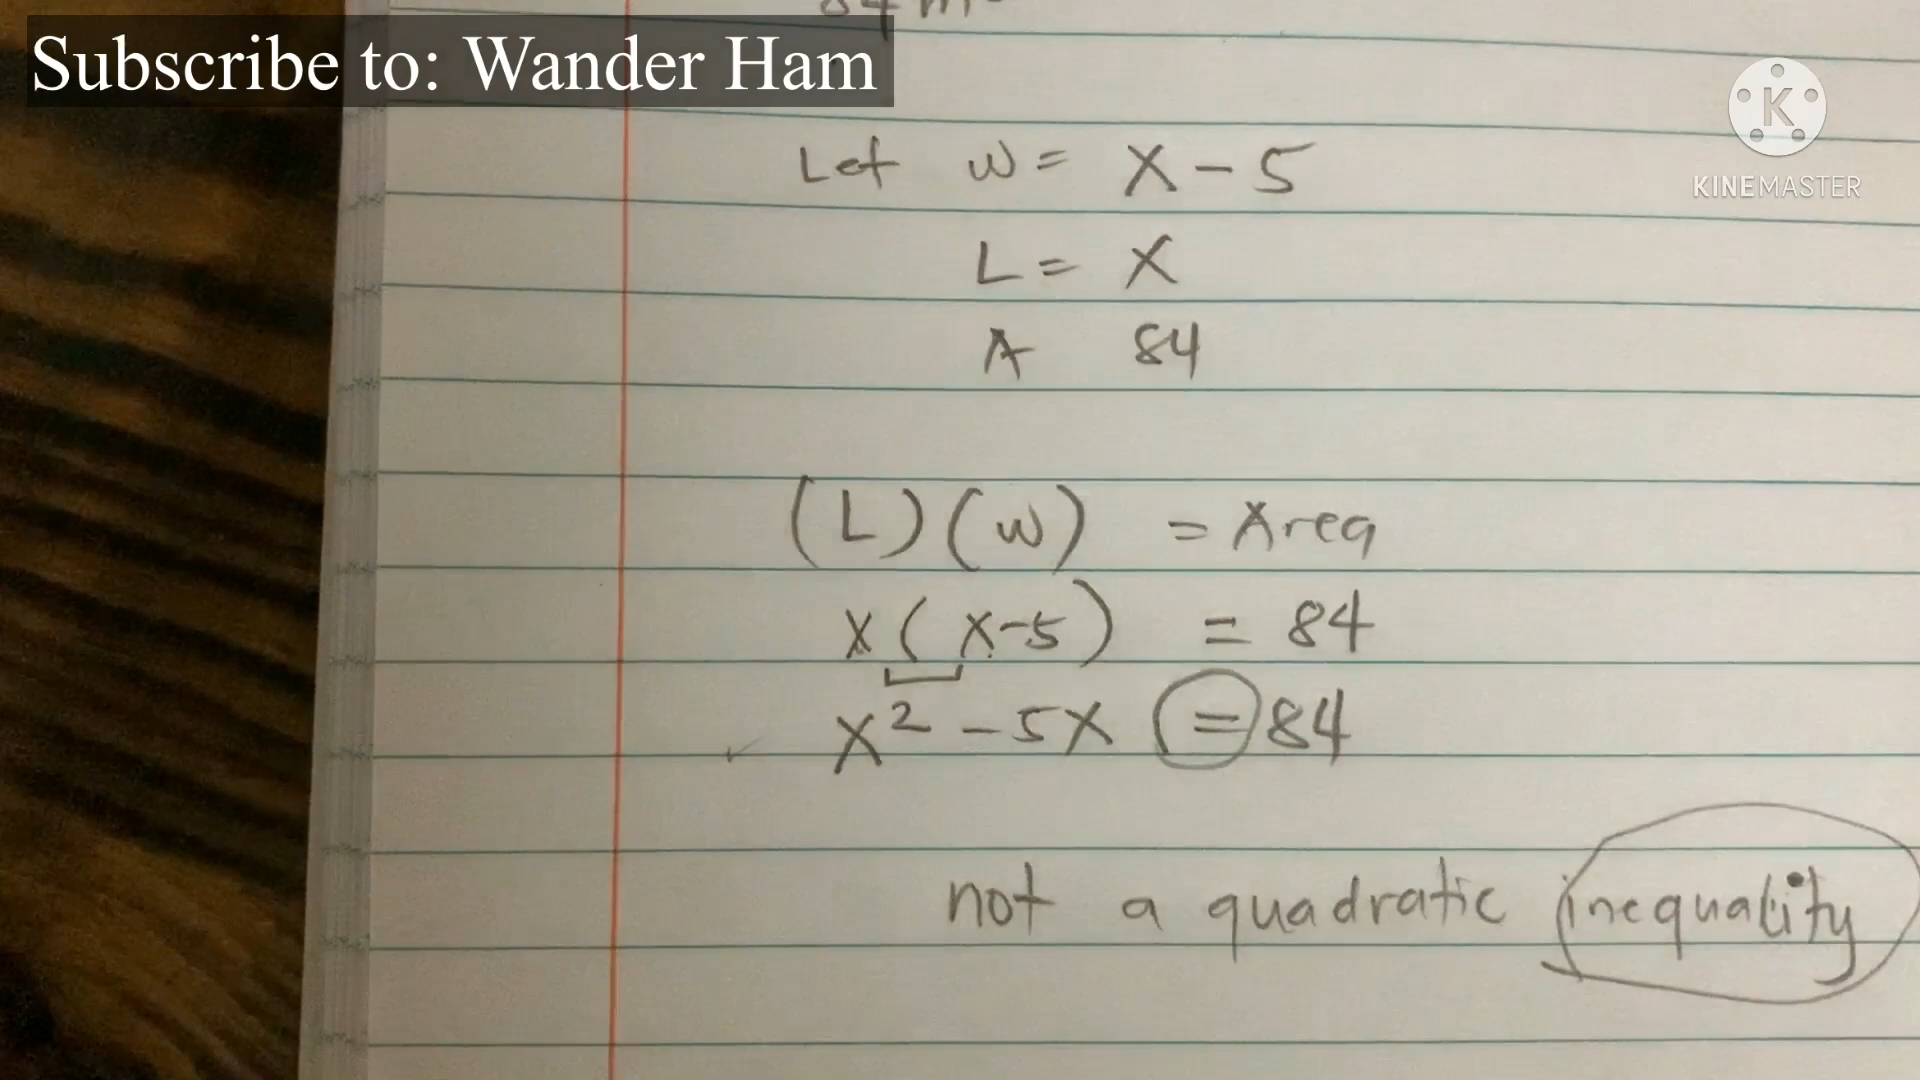 Subscribe to: Wander Ham
KINEMASTER
Let w = x - 5
L = x
A 84
(L)(w) = Area
x(x-5) = 84
x² - 5x = 84
not a quadratic inequality